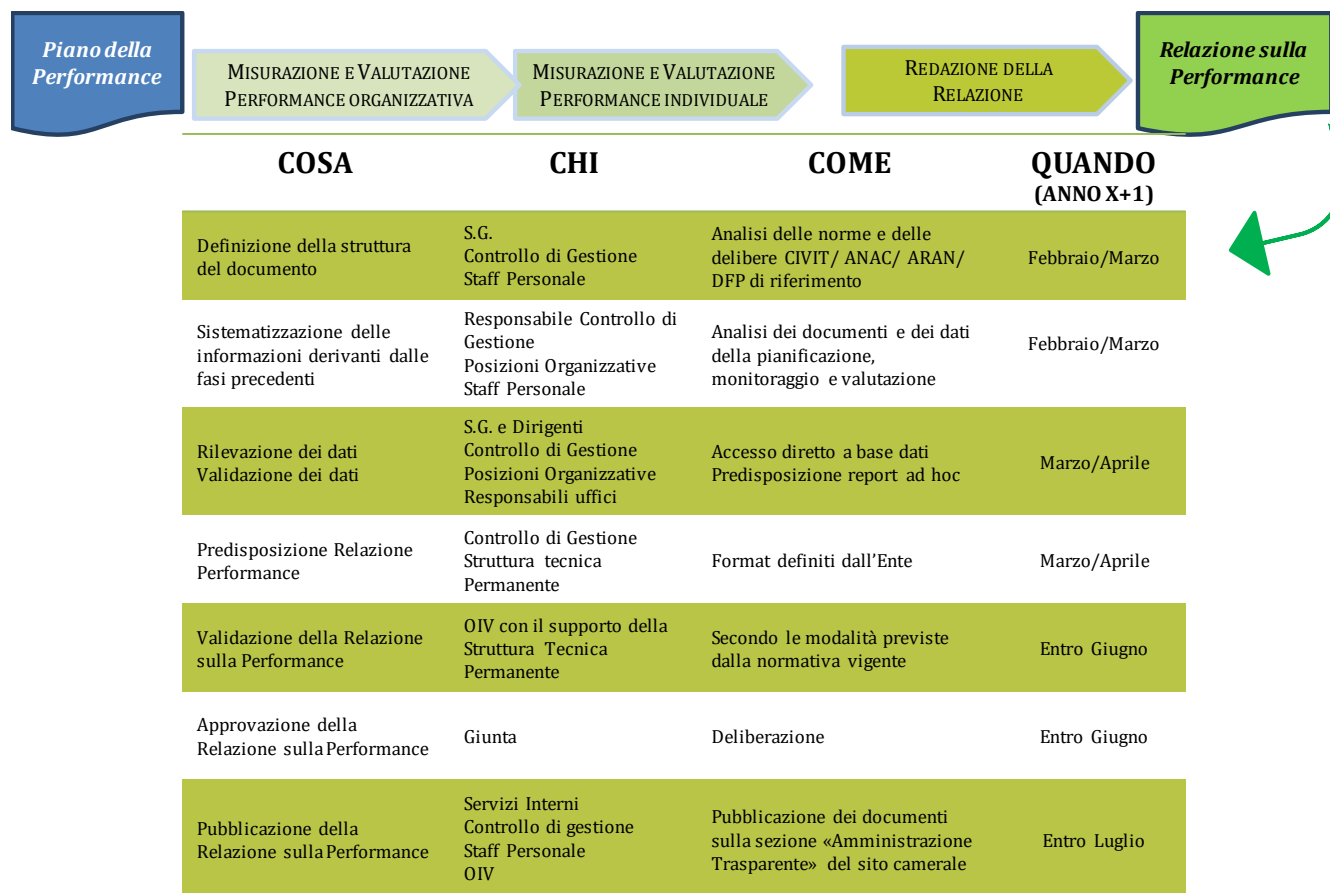 Piano della
Performance
MISURAZIONE E VALUTAZIONE
PERFORMANCE ORGANIZZATIVA
MISURAZIONE E VALUTAZIONE
PERFORMANCE INDIVIDUALE
REDAZIONE DELLA
RELAZIONE
Relazione sulla
Performance
COSA
CHI
COME
QUANDO
(ANNO X+1)
Definizione della struttura
del documento
S.G.
Controllo di Gestione
Staff Personale
Analisi delle norme e delle
delibere CIVIT/ ANAC/ ARAN/
DFP di riferimento
Febbraio/Marzo
Sistematizzazione delle
informazioni derivanti dalle
fasi precedenti
Responsabile Controllo di
Gestione
Posizioni Organizzative
Staff Personale
Analisi dei documenti e dei dati
della pianificazione,
monitoraggio e valutazione
Febbraio/Marzo
Rilevazione dei dati
Validazione dei dati
S.G. e Dirigenti
Controllo di Gestione
Posizioni Organizzative
Responsabili uffici
Accesso diretto a base dati
Predisposizione report ad hoc
Marzo/Aprile
Predisposizione Relazione
Performance
Controllo di Gestione
Struttura tecnica
Permanente
Format definiti dall'Ente
Marzo/Aprile
Validazione della Relazione
sulla Performance
OIV con il supporto della
Struttura Tecnica
Permanente
Secondo le modalità previste
dalla normativa vigente
Entro Giugno
Approvazione della
Relazione sulla Performance
Giunta
Deliberazione
Entro Giugno
Pubblicazione della
Relazione sulla Performance
Servizi Interni
Controllo di gestione
Staff Personale
OIV
Pubblicazione dei documenti
sulla sezione «Amministrazione
Trasparente» del sito camerale
Entro Luglio